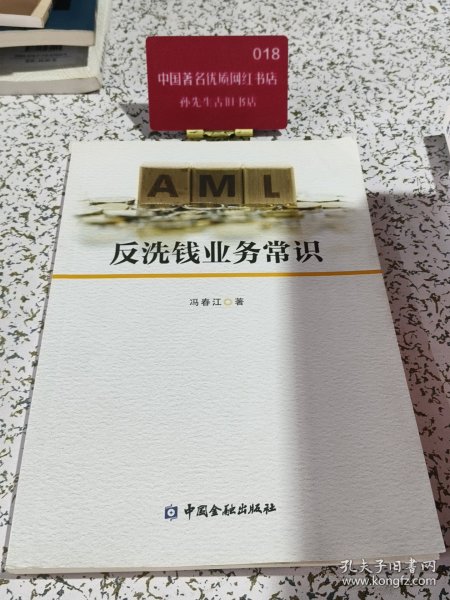 018
中国著名优质网红书店
孙先生古旧书店
AML
反洗钱业务常识
冯春江 著
中国金融出版社
孔夫子旧书网
www.kongfz.com